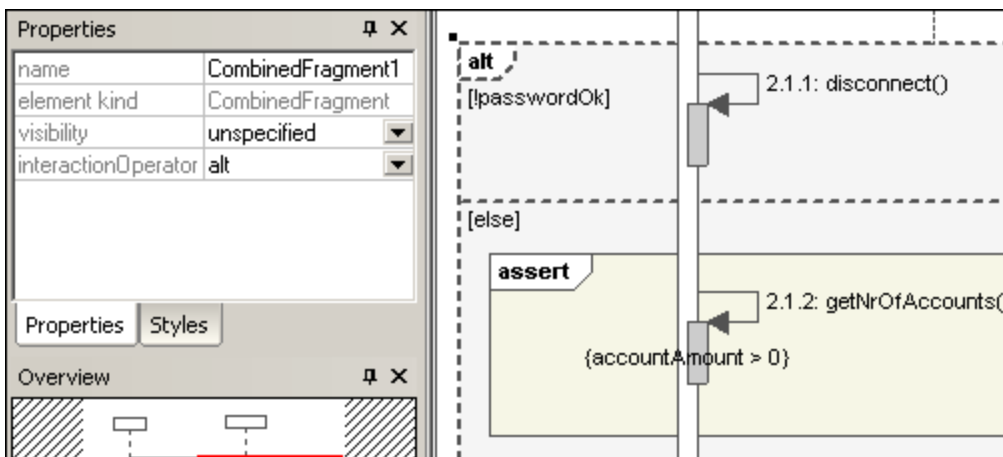 Properties
name CombinedFragment1
element kind CombinedFragment
visibility unspecified
interactionOperator alt
Properties Styles
Overview
alt
[!passwordOk]
2.1.1: disconnect()
[else]
assert
2.1.2: getNrOfAccounts()
{accountAmount > 0}